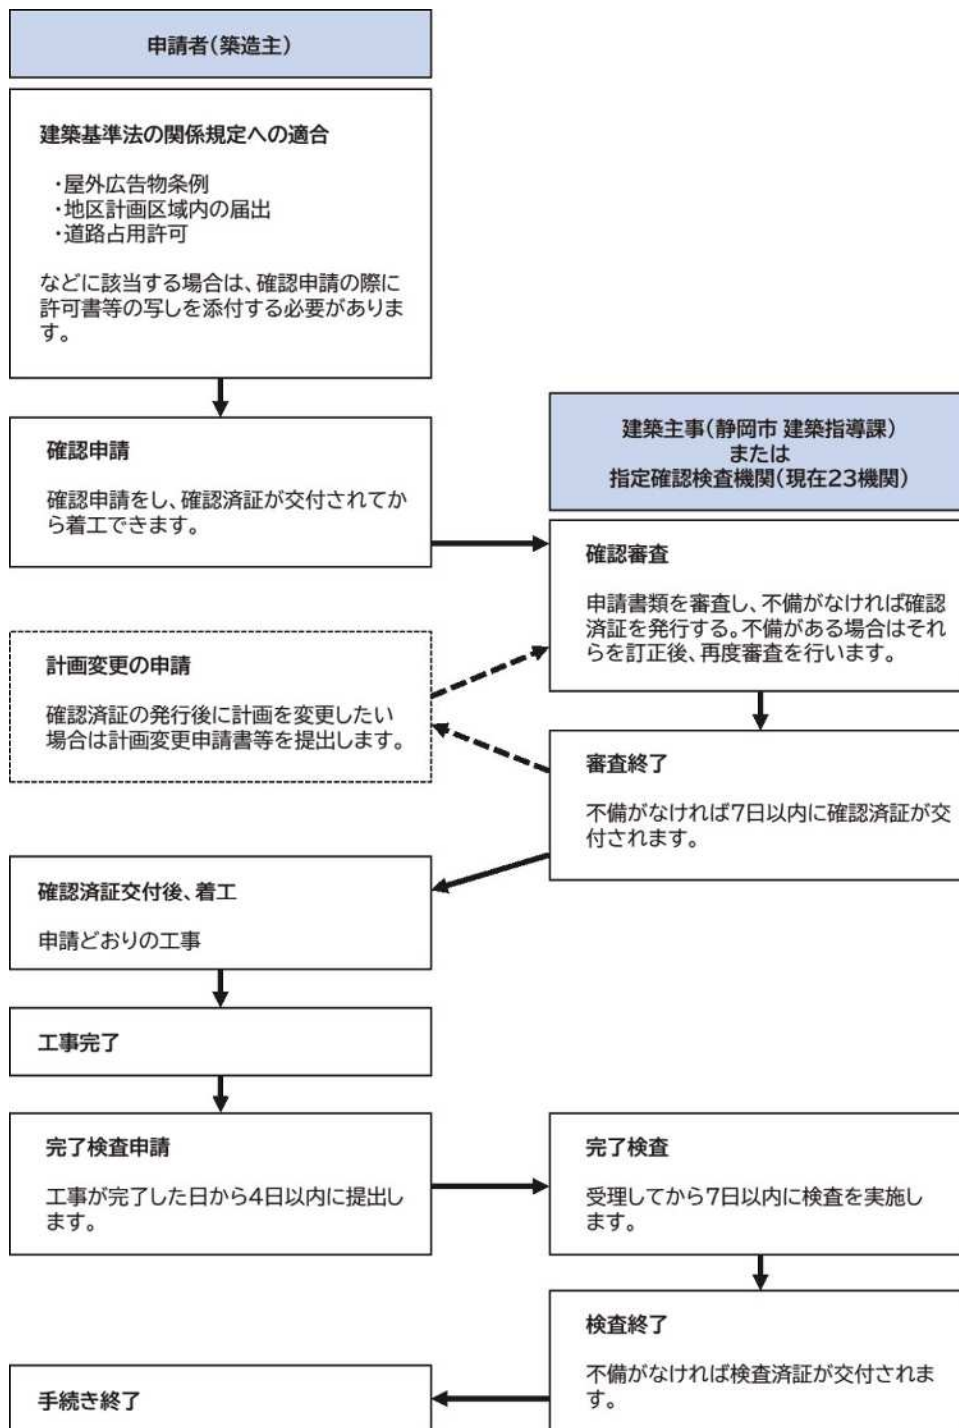 申請者(築造主)
建築基準法の関係規定への適合
・屋外広告物条例
・地区計画区域内の届出
・道路占用許可
などに該当する場合は、確認申請の際に
許可書等の写しを添付する必要がありま
す。
確認申請
確認申請をし、確認済証が交付されてか
ら着工できます。
建築主事(静岡市 建築指導課)
または
指定確認検査機関(現在23機関)
確認審査
申請書類を審査し、不備がなければ確認
済証を発行する。不備がある場合はそれ
らを訂正後、再度審査を行います。
計画変更の申請
確認済証の発行後に計画を変更したい
場合は計画変更申請書等を提出します。
審査終了
不備がなければ7日以内に確認済証が交
付されます。
確認済証交付後、着工
申請どおりの工事
工事完了
完了検査申請
工事が完了した日から4日以内に提出し
ます。
完了検査
受理してから7日以内に検査を実施し
ます。
検査終了
不備がなければ検査済証が交付されま
す。
手続き終了